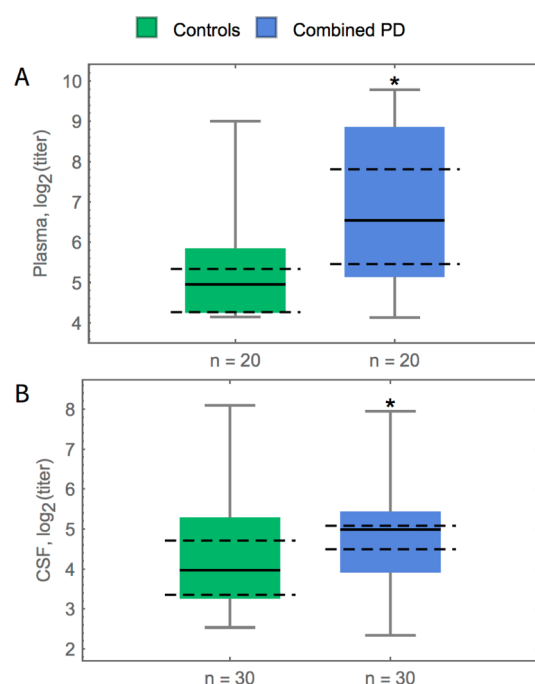 Controls Combined PD
A
*
10
9
8
7
6
5
4
Plasma, log₂(titer)
n = 20 n = 20
B
*
8
7
6
5
4
3
2
CSF, log₂(titer)
n = 30 n = 30